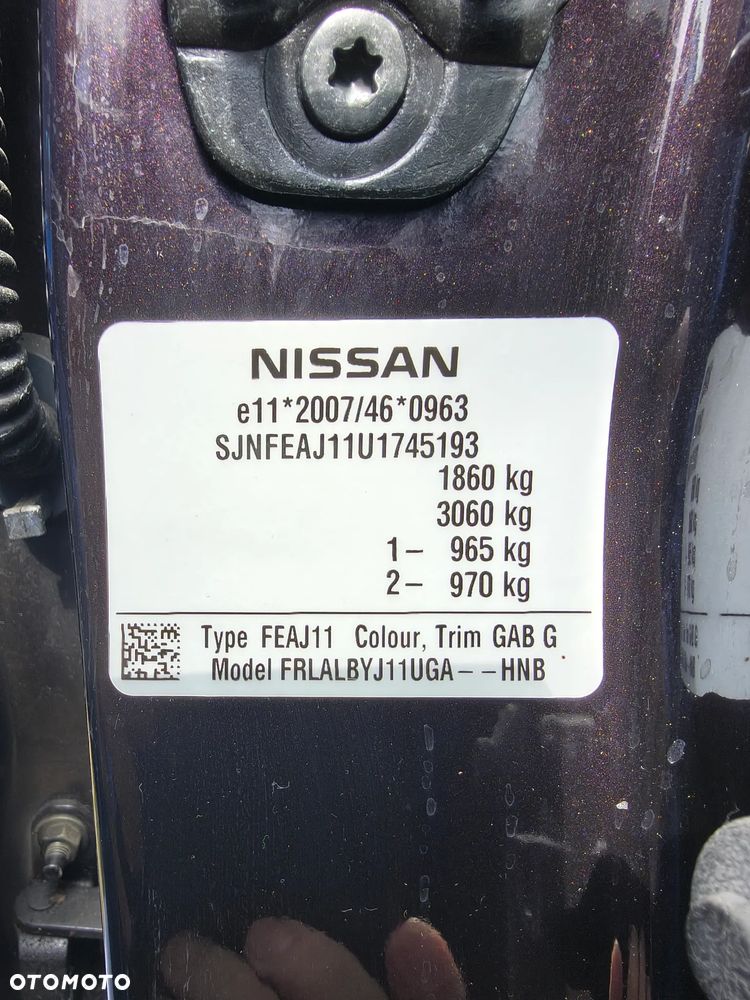 NISSAN
e11*2007/46*0963
SJNFEAJ11U1745193
1860 kg
3060 kg
1– 965 kg
2– 970 kg
Type FEAJ11 Colour, Trim GAB G
Model FRLALBYJ11UGA– –HNB
OTOMOTO